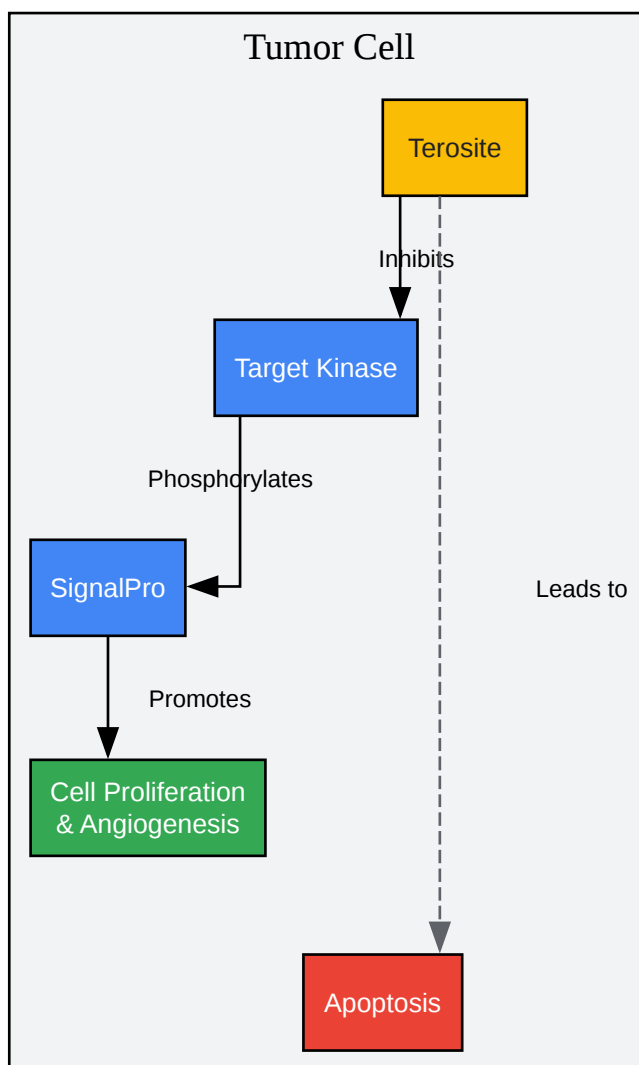 Tumor Cell
Terosite
Inhibits
Target Kinase
Phosphorylates
SignalPro
Leads to
Promotes
Cell Proliferation
& Angiogenesis
Apoptosis